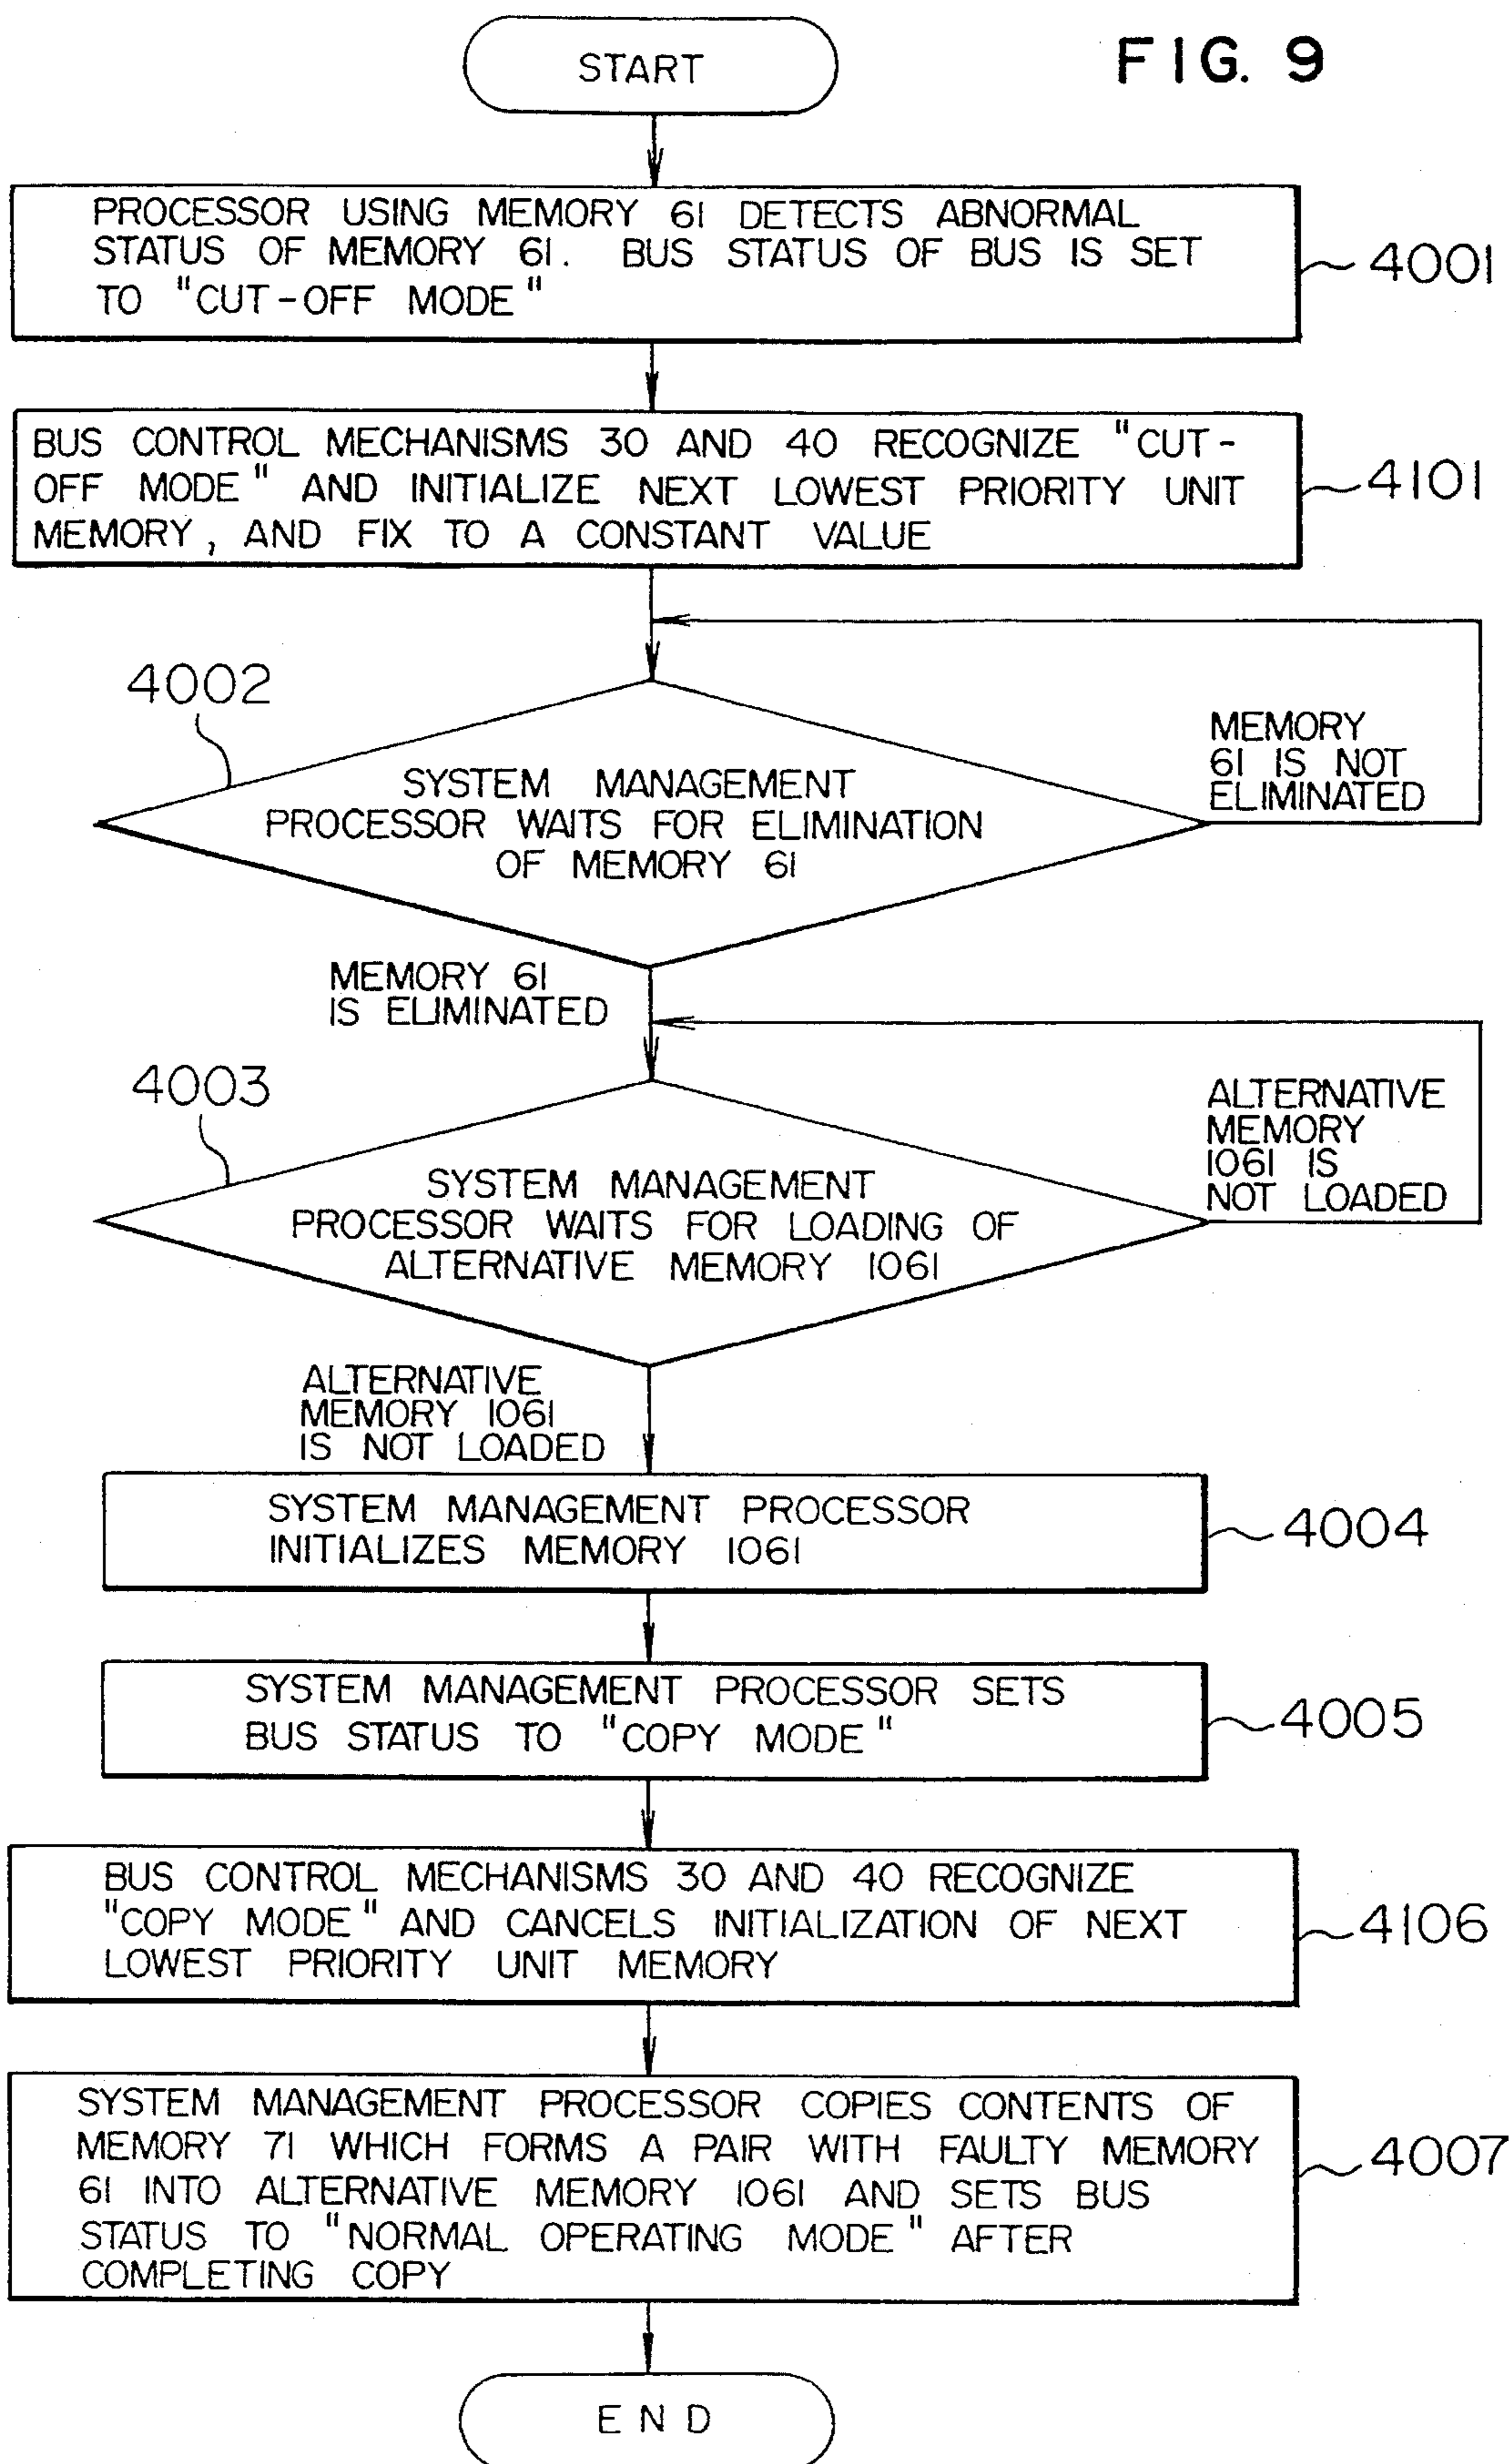 FIG. 9
START
PROCESSOR USING MEMORY 61 DETECTS ABNORMAL
STATUS OF MEMORY 61. BUS STATUS OF BUS IS SET
TO "CUT-OFF MODE"
4001
BUS CONTROL MECHANISMS 30 AND 40 RECOGNIZE "CUT-
OFF MODE" AND INITIALIZE NEXT LOWEST PRIORITY UNIT
MEMORY, AND FIX TO A CONSTANT VALUE
4101
4002
SYSTEM MANAGEMENT
PROCESSOR WAITS FOR ELIMINATION
OF MEMORY 61
MEMORY
61 IS NOT
ELIMINATED
MEMORY 61
IS ELIMINATED
4003
SYSTEM MANAGEMENT
PROCESSOR WAITS FOR LOADING OF
ALTERNATIVE MEMORY 1061
ALTERNATIVE
MEMORY
1061 IS
NOT LOADED
ALTERNATIVE
MEMORY 1061
IS NOT LOADED
SYSTEM MANAGEMENT PROCESSOR
INITIALIZES MEMORY 1061
4004
SYSTEM MANAGEMENT PROCESSOR SETS
BUS STATUS TO "COPY MODE"
4005
BUS CONTROL MECHANISMS 30 AND 40 RECOGNIZE
"COPY MODE" AND CANCELS INITIALIZATION OF NEXT
LOWEST PRIORITY UNIT MEMORY
4106
SYSTEM MANAGEMENT PROCESSOR COPIES CONTENTS OF
MEMORY 71 WHICH FORMS A PAIR WITH FAULTY MEMORY
61 INTO ALTERNATIVE MEMORY 1061 AND SETS BUS
STATUS TO "NORMAL OPERATING MODE" AFTER
COMPLETING COPY
4007
END